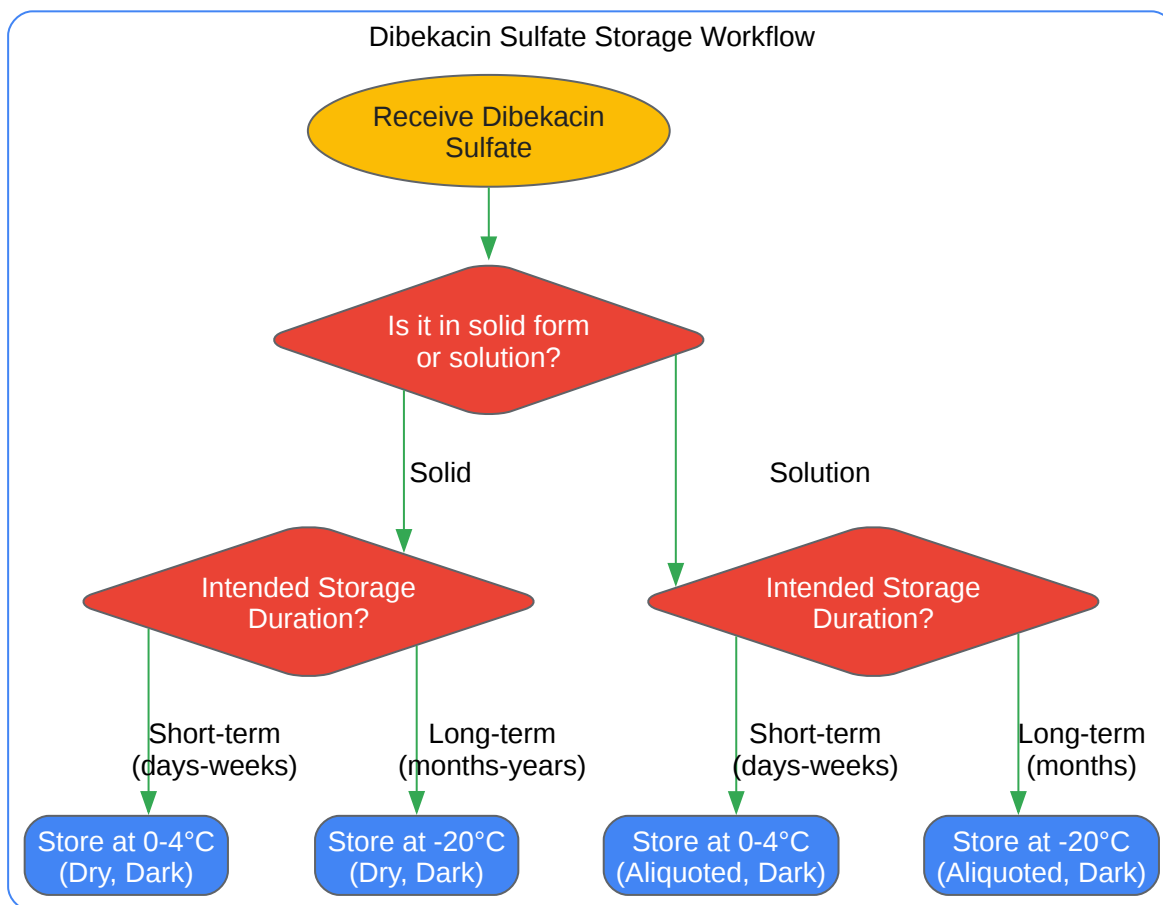 Dibekacin Sulfate Storage Workflow
Receive Dibekacin
Sulfate
Is it in solid form
or solution?
Solid
Solution
Intended Storage
Duration?
Intended Storage
Duration?
Short-term
(days-weeks)
Long-term
(months-years)
Short-term
(days-weeks)
Long-term
(months)
Store at 0-4°C
(Dry, Dark)
Store at -20°C
(Dry, Dark)
Store at 0-4°C
(Aliquoted, Dark)
Store at -20°C
(Aliquoted, Dark)